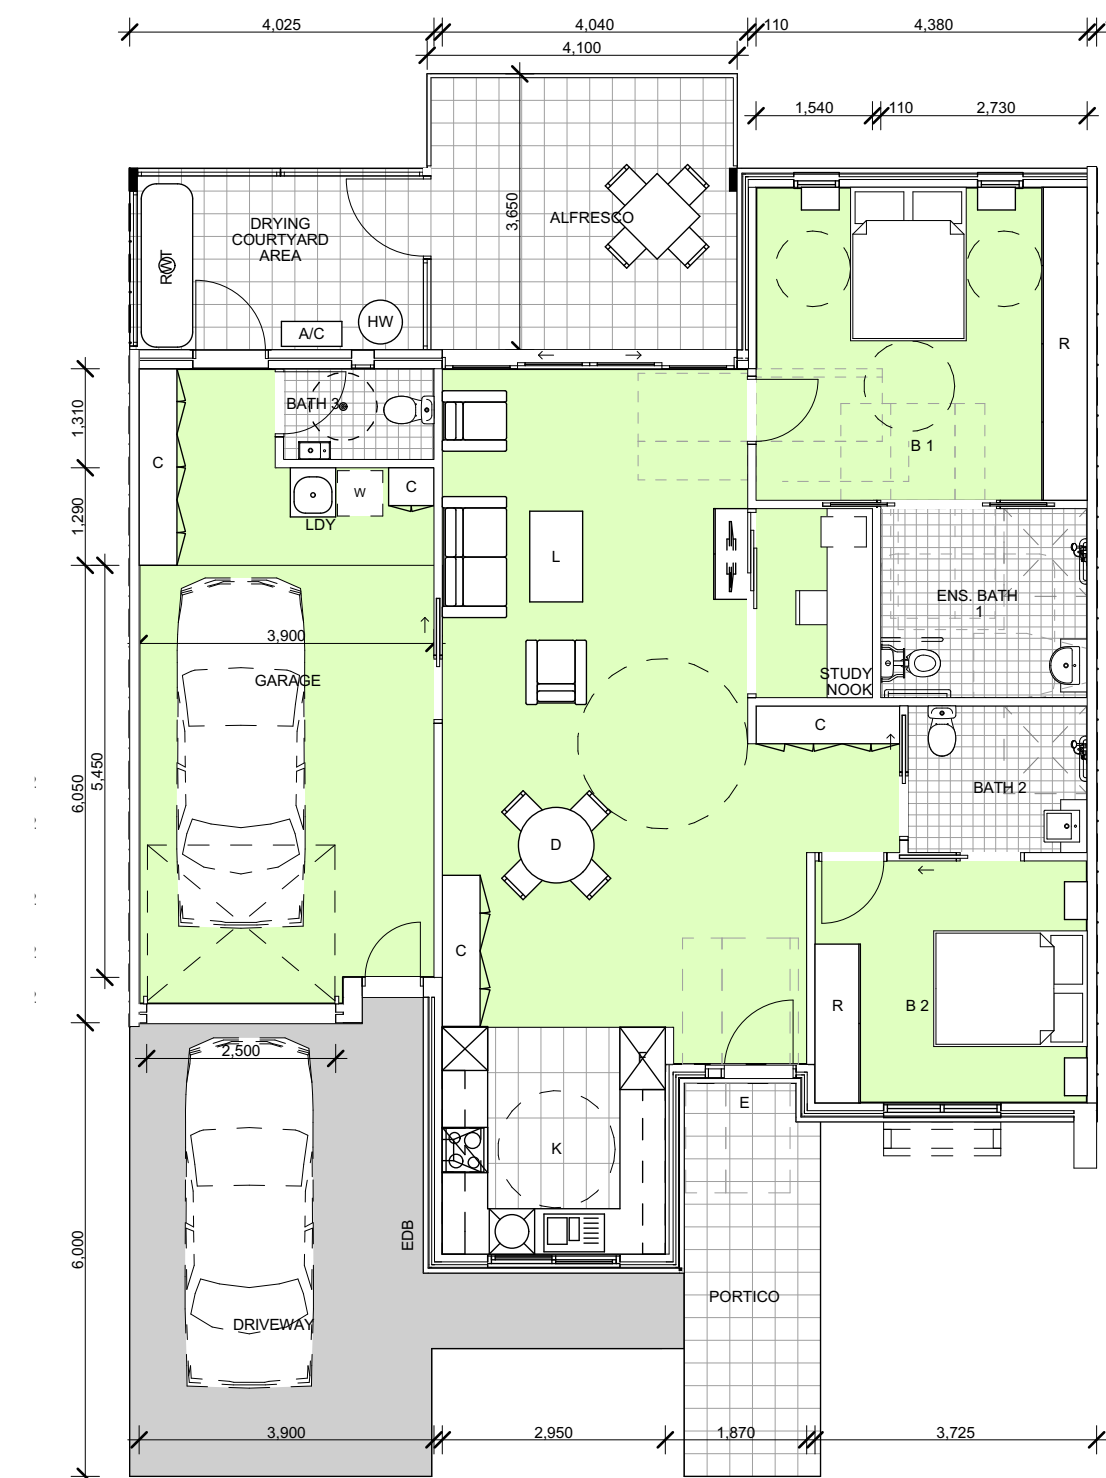 4,025
4,040
110
4,380
4,100
1,540
110
2,730
3,650
DRYING
COURTYARD
AREA
ALFRESCO
RWT
A/C
HW
R
1,310
BATH 3
B 1
C
C
W
LDY
1,290
L
ENS. BATH
1
3,900
GARAGE
STUDY
NOOK
C
6,050
5,450
BATH 2
D
C
R
B 2
2,500
F
E
K
EDB
6,000
PORTICO
DRIVEWAY
3,900
2,950
1,870
3,725